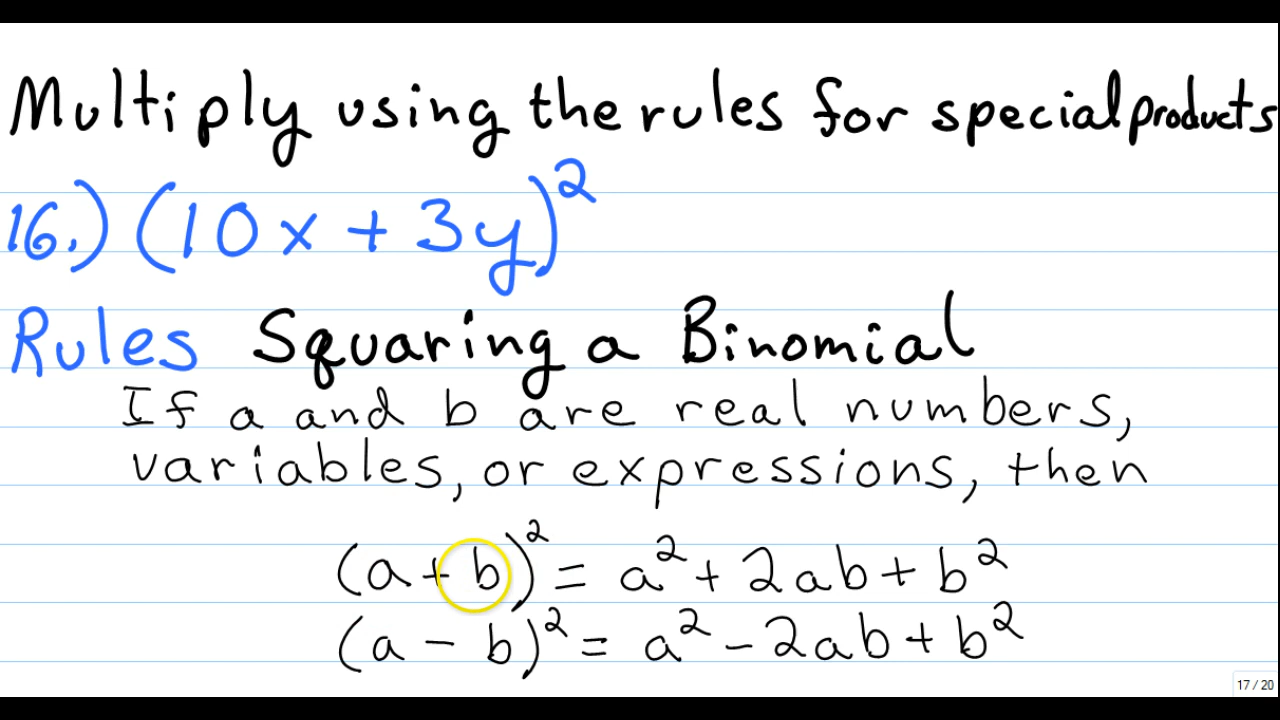 Multiply using the rules for special products
16.) (10x + 3y)²
Rules Squaring a Binomial
If a and b are real numbers,
variables, or expressions, then
(a + b)² = a² + 2ab + b²
(a - b)² = a² - 2ab + b²
17 / 20